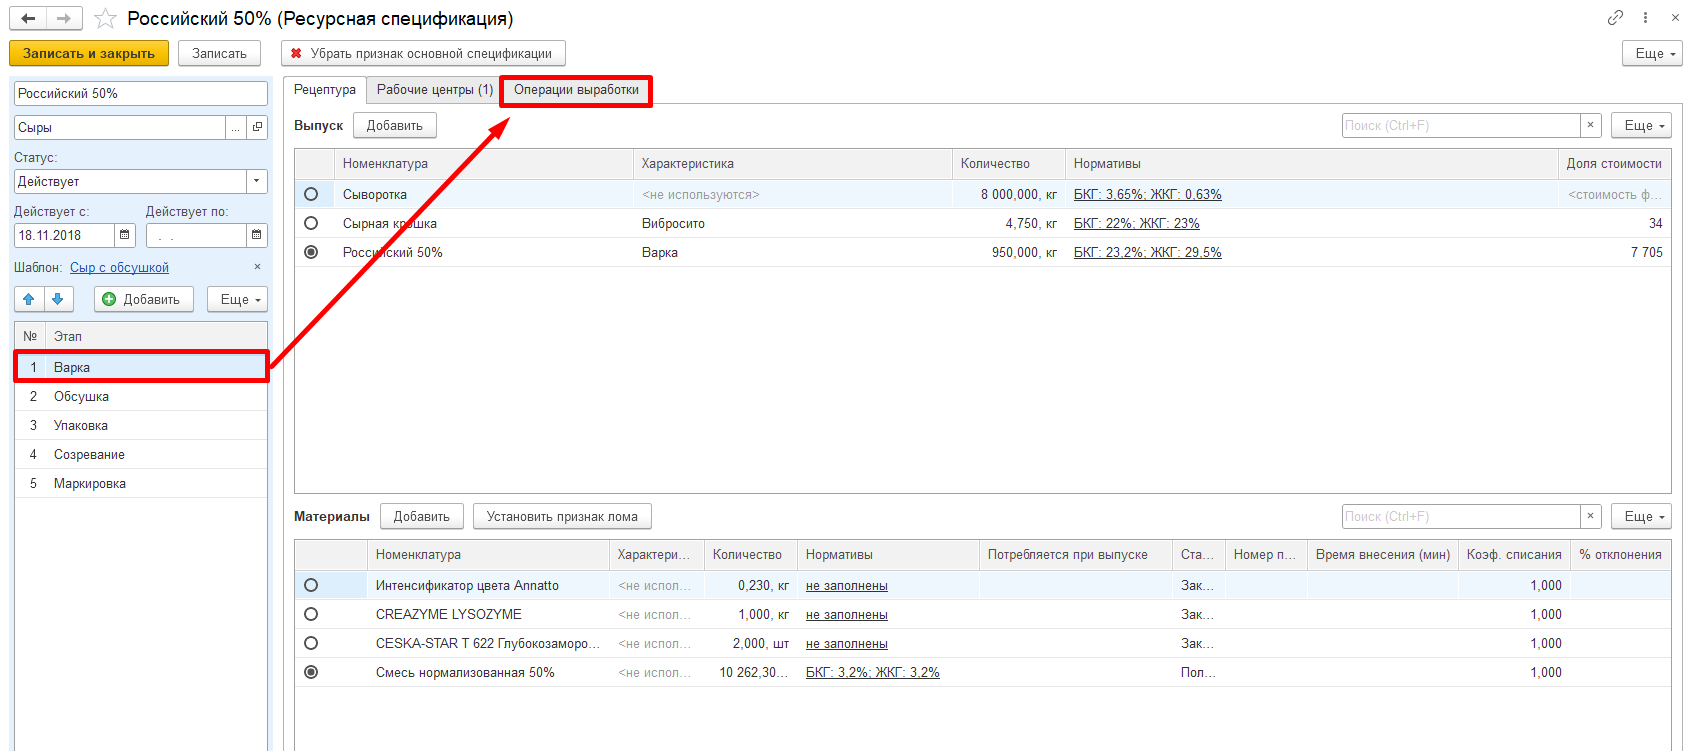 Российский 50% (Ресурсная спецификация)
Записать и закрыть Записать Убрать признак основной спецификации Еще
Российский 50%
Сыры ...
Статус:
Действует
Действует с: Действует по:
18.11.2018 . .
Шаблон: Сыр с обсушкой ×
Добавить Еще
№ Этап
1 Варка
2 Обсушка
3 Упаковка
4 Созревание
5 Маркировка
Рецептура Рабочие центры (1) Операции выработки
Выпуск Добавить Поиск (Ctrl+F) × Еще
Номенклатура Характеристика Количество Нормативы Доля стоимости
Сыворотка <не используются> 8 000,000, кг БКГ: 3,65%; ЖКГ: 0,63% <стоимость ф...
Сырная крошка Вибросито 4,750, кг БКГ: 22%; ЖКГ: 23% 34
Российский 50% Варка 950,000, кг БКГ: 23,2%; ЖКГ: 29,5% 7 705
Материалы Добавить Установить признак лома Поиск (Ctrl+F) × Еще
Номенклатура Характери... Количество Нормативы Потребляется при выпуске Ста... Номер п... Время внесения (мин) Коэф. списания % отклонения
Интенсификатор цвета Annatto <не испол... 0,230, кг не заполнены Зак... 1,000
CREAZYME LYSOZYME <не испол... 1,000, кг не заполнены Зак... 1,000
CESKA-STAR T 622 Глубокозаморо... <не испол... 2,000, шт не заполнены Зак... 1,000
Смесь нормализованная 50% <не испол... 10 262,30... БКГ: 3,2%; ЖКГ: 3,2% Пол... 1,000